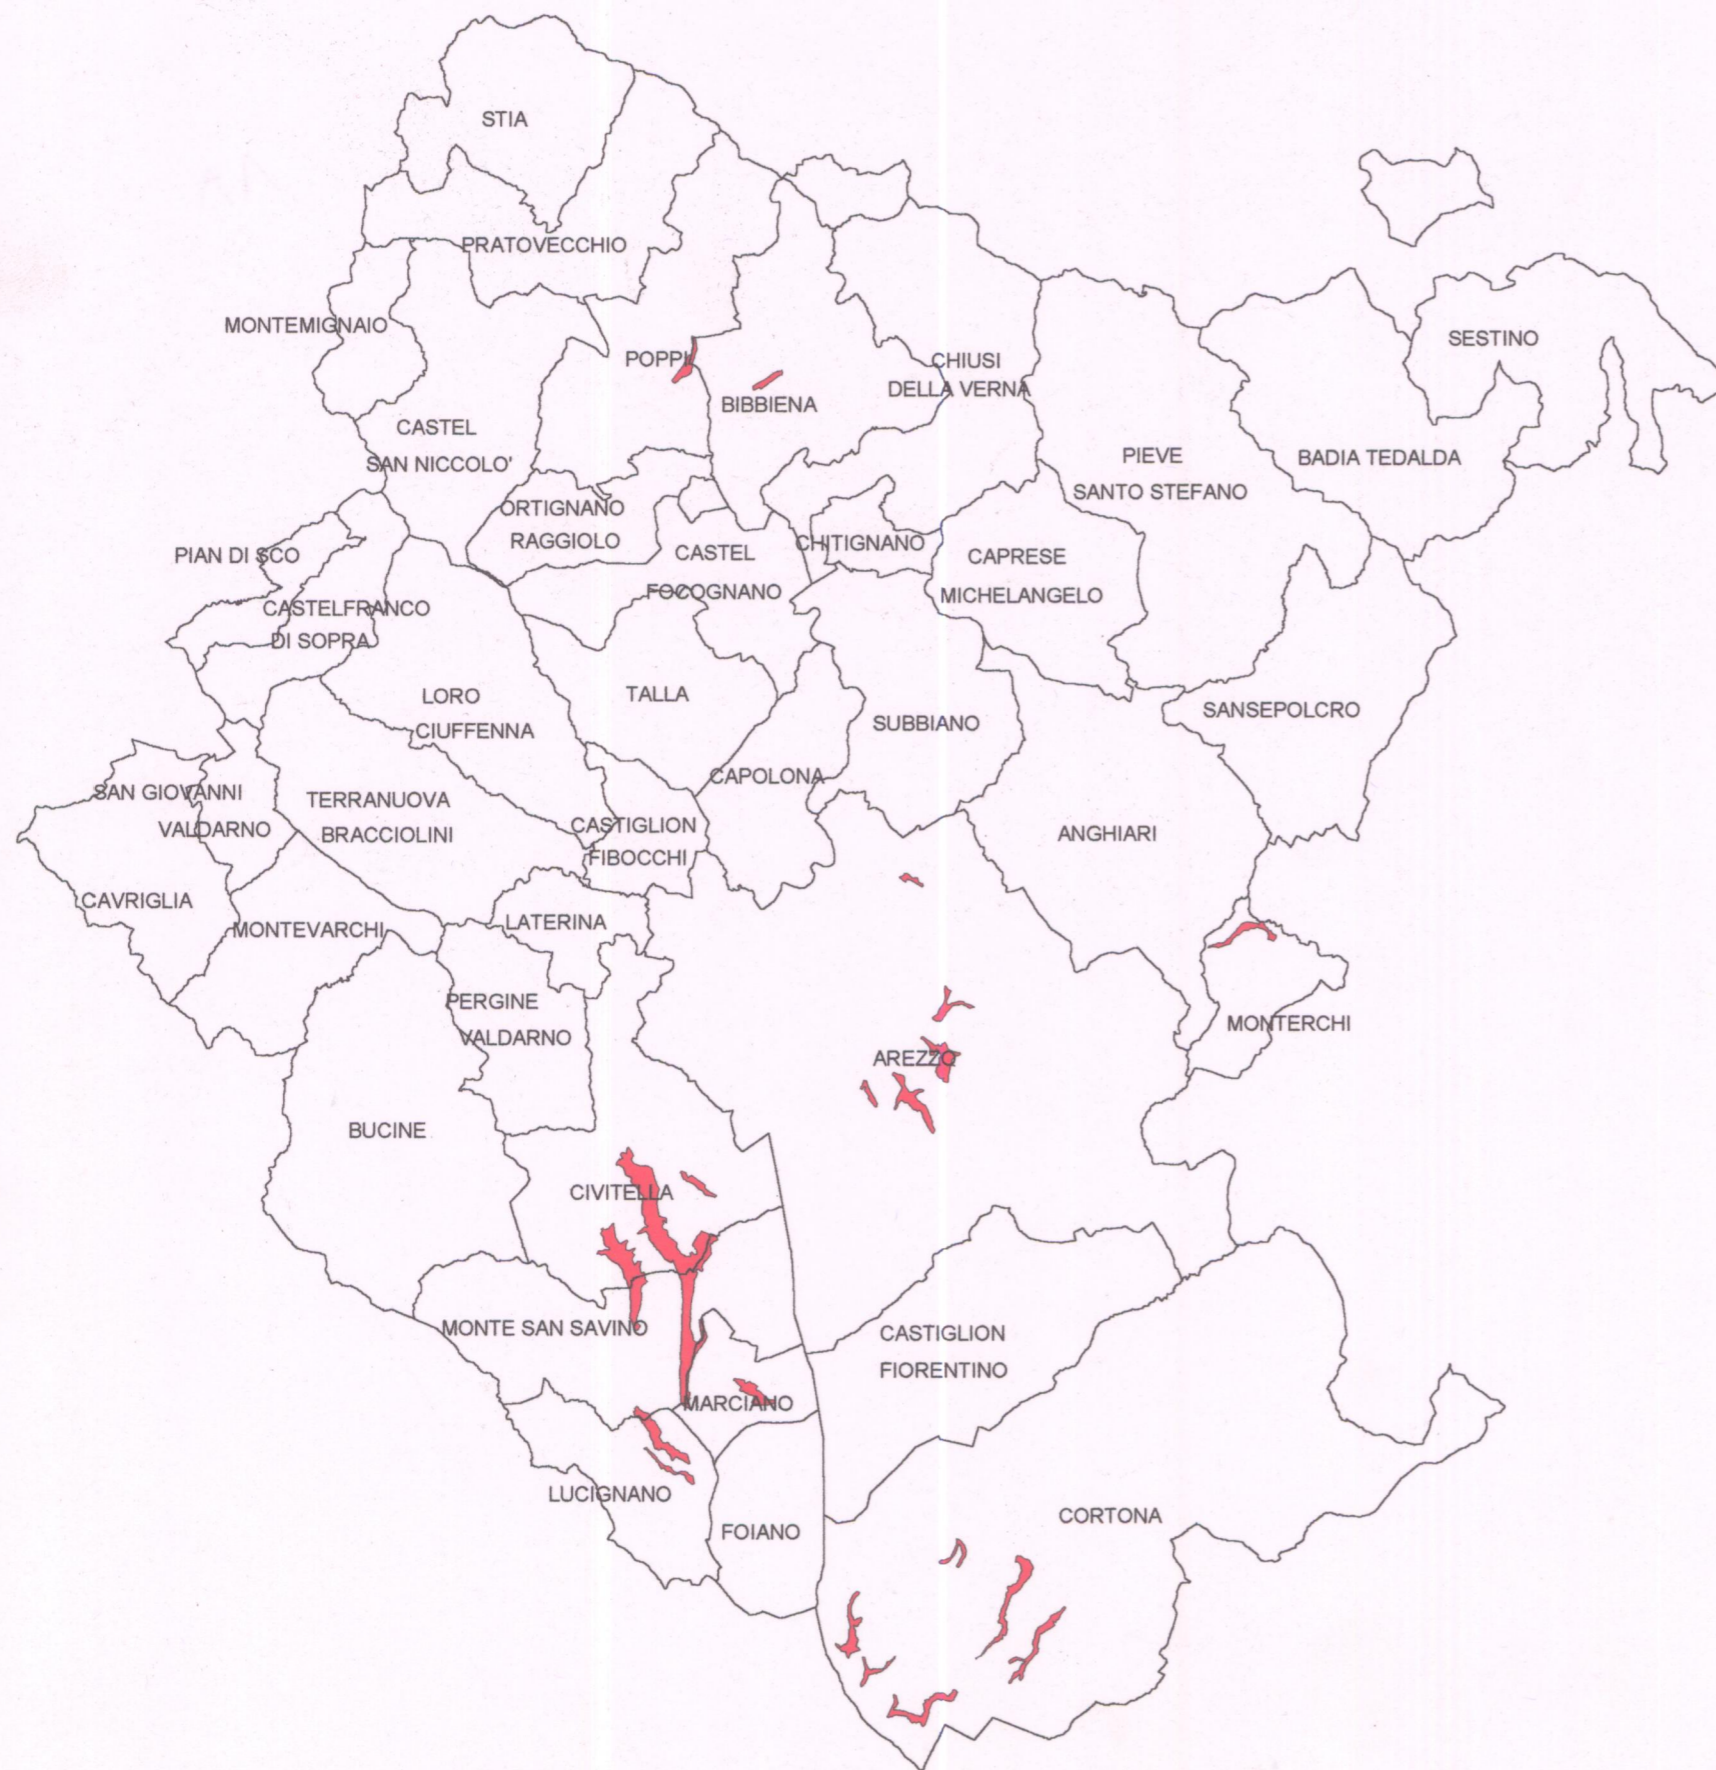 STIA
PRATOVECCHIO
MONTEMIGNAIO
POPPI
CHIUSI
DELLA VERNA
SESTINO
BIBBIENA
CASTEL
SAN NICCOLO'
PIEVE
SANTO STEFANO
BADIA TEDALDA
ORTIGNANO
RAGGIOLO
PIAN DI SCO
CASTEL
FOCOGNANO
CHITIGNANO
CAPRESE
MICHELANGELO
CASTELFRANCO
DI SOPRA
LORO
CIUFFENNA
TALLA
SUBBIANO
SANSEPOLCRO
CAPOLONA
SAN GIOVANNI
VALDARNO
TERRANUOVA
BRACCIOLINI
CASTIGLION
FIBOCCHI
ANGHIARI
CAVRIGLIA
MONTEVARCHI
LATERINA
PERGINE
VALDARNO
MONTERCHI
AREZZO
BUCINE
CIVITELLA
MONTE SAN SAVINO
CASTIGLION
FIORENTINO
MARCIANO
LUCIGNANO
FOIANO
CORTONA